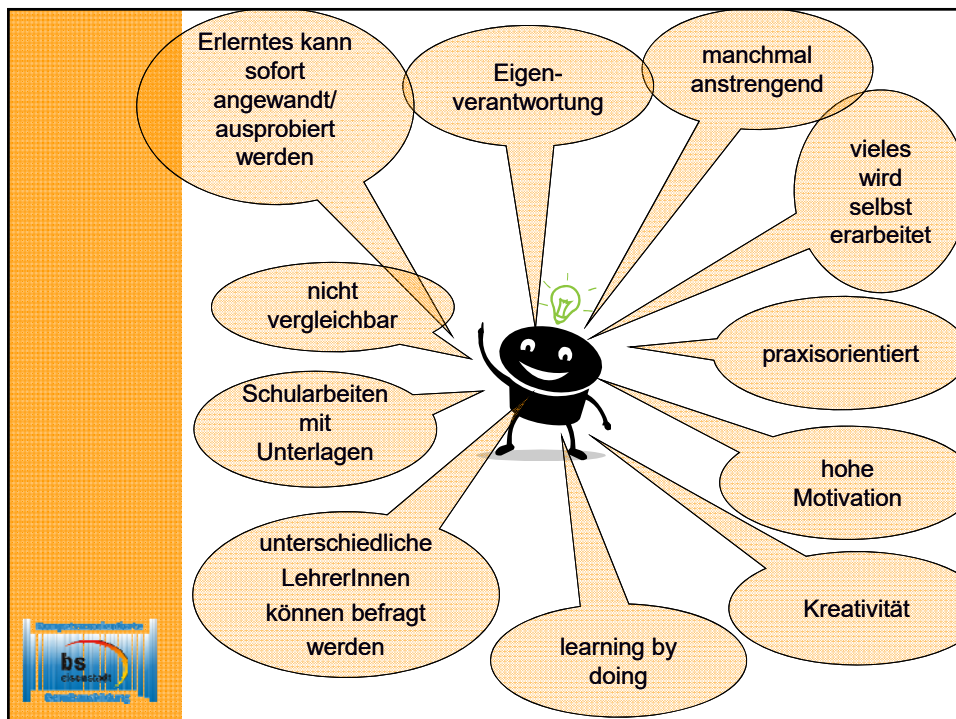 Erlerntes kann
sofort
angewandt/
ausprobiert
werden
Eigen-
verantwortung
manchmal
anstrengend
vieles
wird
selbst
erarbeitet
nicht
vergleichbar
praxisorientiert
Schularbeiten
mit
Unterlagen
hohe
Motivation
unterschiedliche
LehrerInnen
können befragt
werden
learning by
doing
Kreativität
bs
eisenstadt